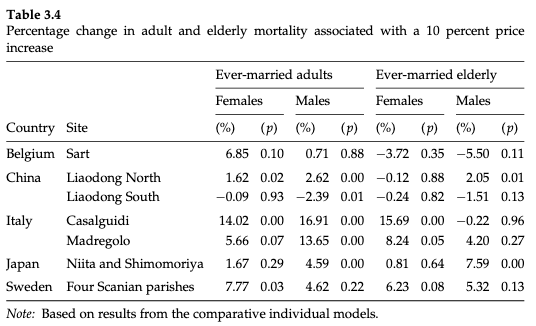 Table 3.4
Percentage change in adult and elderly mortality associated with a 10 percent price
increase
Ever-married adults Ever-married elderly
Females Males Females Males
Country Site (%) (p) (%) (p) (%) (p) (%) (p)
Belgium Sart 6.85 0.10 0.71 0.88 −3.72 0.35 −5.50 0.11
China Liaodong North 1.62 0.02 2.62 0.00 −0.12 0.88 2.05 0.01
Liaodong South −0.09 0.93 −2.39 0.01 −0.24 0.82 −1.51 0.13
Italy Casalguidi 14.02 0.00 16.91 0.00 15.69 0.00 −0.22 0.96
Madregolo 5.66 0.07 13.65 0.00 8.24 0.05 4.20 0.27
Japan Niita and Shimomoriya 1.67 0.29 4.59 0.00 0.81 0.64 7.59 0.00
Sweden Four Scanian parishes 7.77 0.03 4.62 0.22 6.23 0.08 5.32 0.13
Note: Based on results from the comparative individual models.